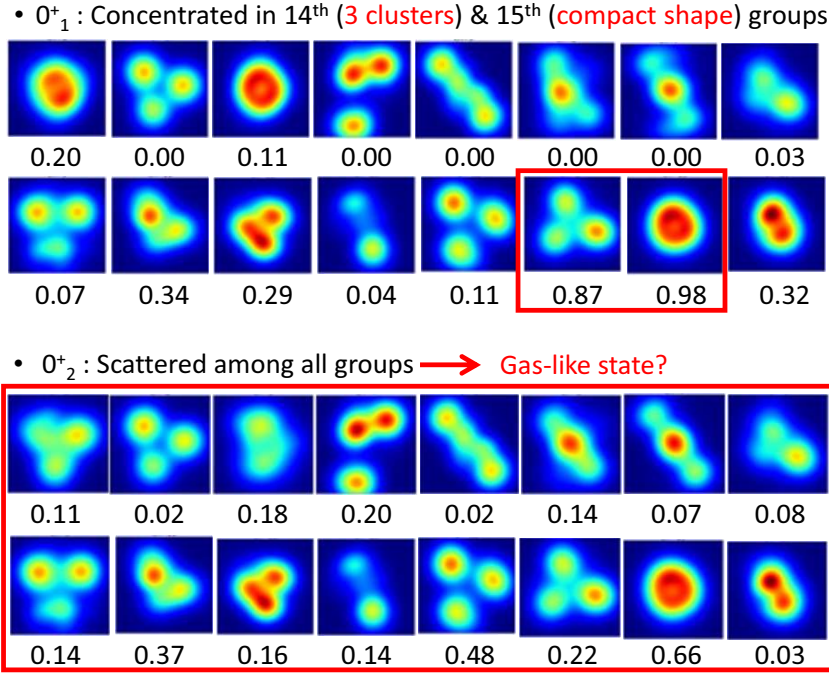 • 0⁺₁ : Concentrated in 14ᵗʰ (3 clusters) & 15ᵗʰ (compact shape) groups
0.20 0.00 0.11 0.00 0.00 0.00 0.00 0.03
0.07 0.34 0.29 0.04 0.11 0.87 0.98 0.32
• 0⁺₂ : Scattered among all groups → Gas-like state?
0.11 0.02 0.18 0.20 0.02 0.14 0.07 0.08
0.14 0.37 0.16 0.14 0.48 0.22 0.66 0.03